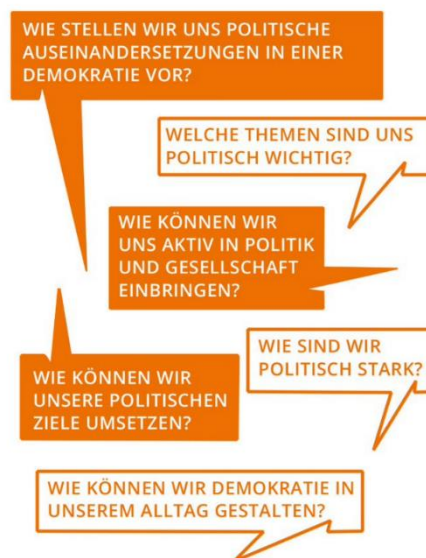 WIE STELLEN WIR UNS POLITISCHE
AUSEINANDERSETZUNGEN IN EINER
DEMOKRATIE VOR?
WELCHE THEMEN SIND UNS
POLITISCH WICHTIG?
WIE KÖNNEN WIR
UNS AKTIV IN POLITIK
UND GESELLSCHAFT
EINBRINGEN?
WIE SIND WIR
POLITISCH STARK?
WIE KÖNNEN WIR
UNSERE POLITISCHEN
ZIELE UMSETZEN?
WIE KÖNNEN WIR DEMOKRATIE IN
UNSEREM ALLTAG GESTALTEN?